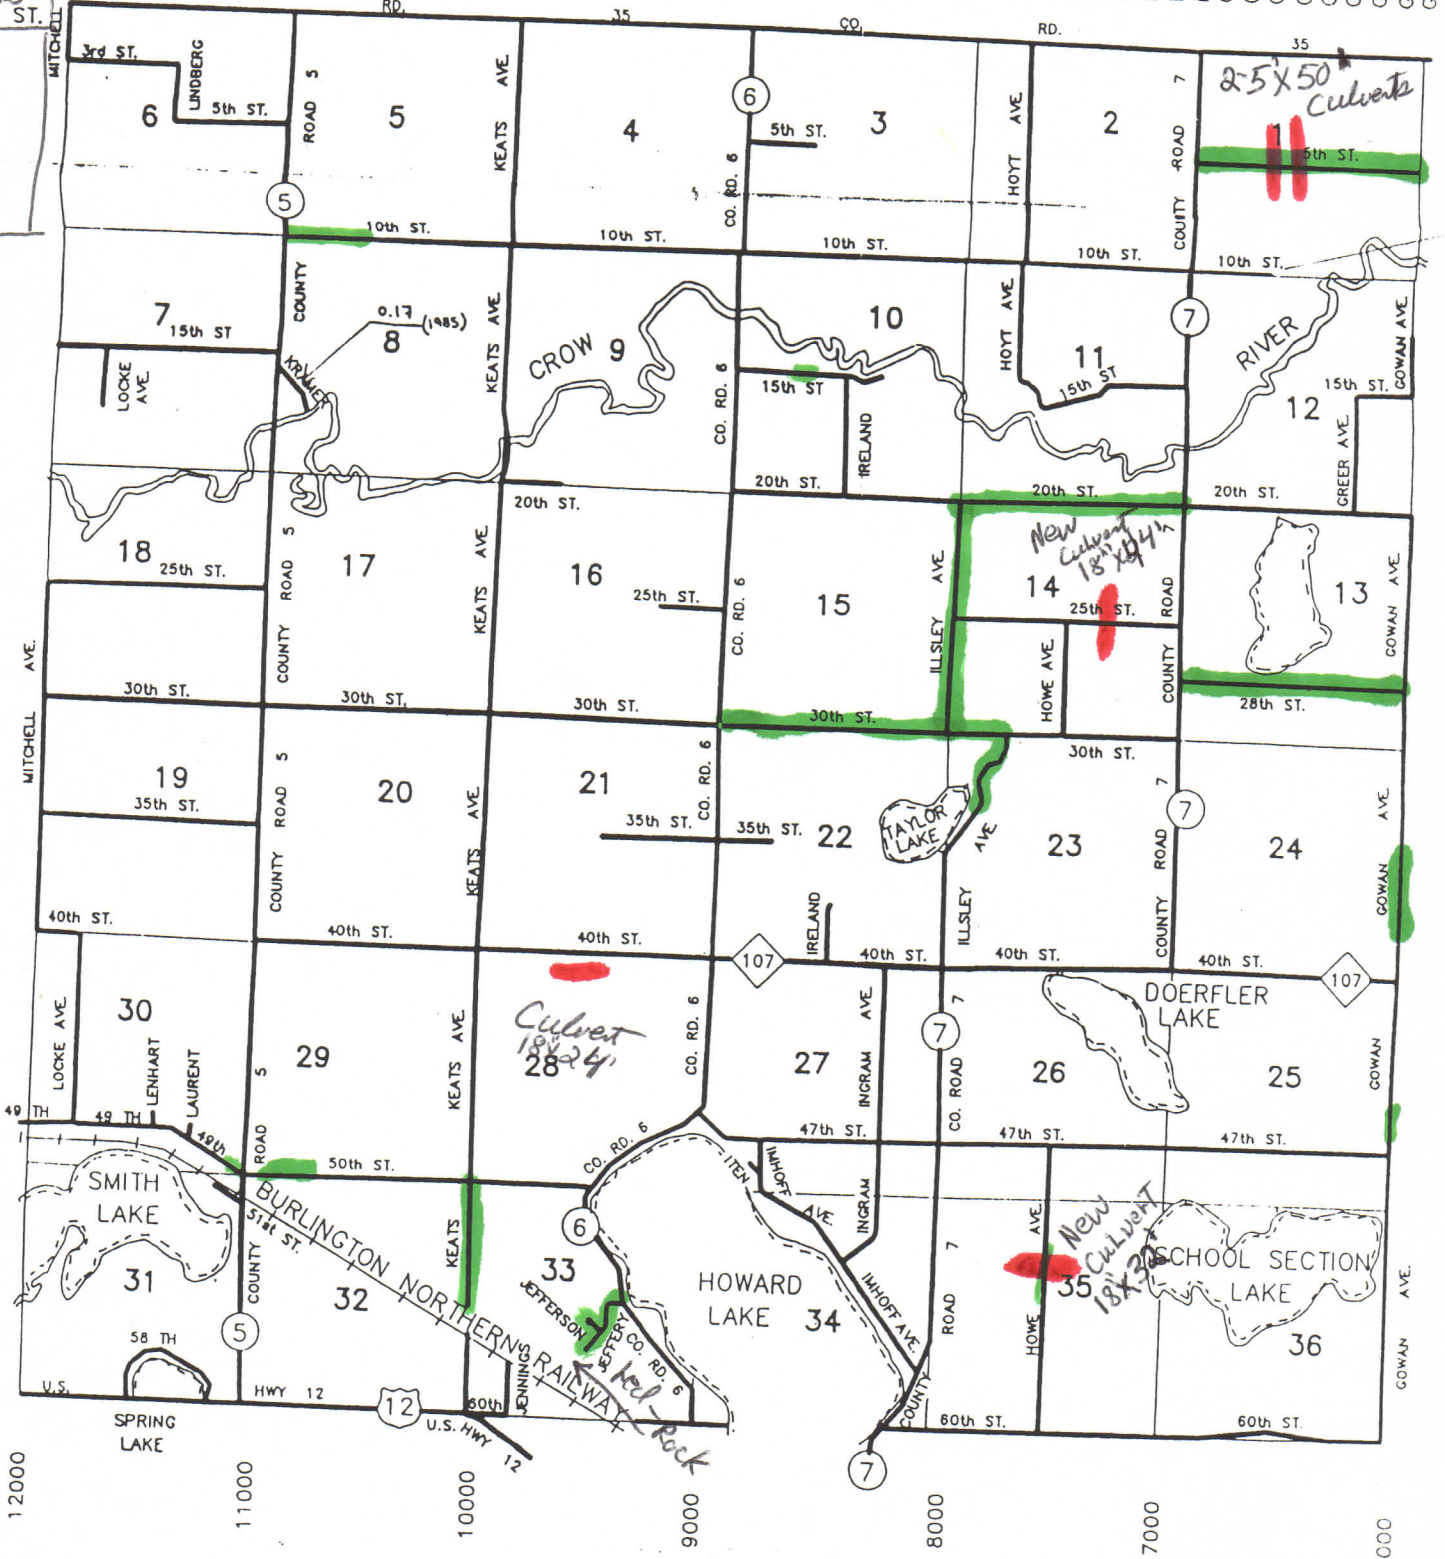 ST.
MITCHELL
RD.
35
CO.
RD.
35
3rd ST.
LINDBERG
5th ST.
6
ROAD 5
5
KEATS AVE.
4
6
5th ST.
3
HOYT AVE.
2
COUNTY ROAD 7
2-5'X50'
Culverts
1
5th ST.
5
CO. RD. 6
10th ST.
10th ST.
10th ST.
10th ST.
10th ST.
7
15th ST
LOCKE AVE.
COUNTY
0.17 (1985)
8
KEATS AVE.
CROW
9
CO. RD. 6
10
15th ST
IRELAND
HOYT AVE.
11
15th ST
7
RIVER
12
15th ST.
GOWAN AVE.
GREER AVE.
20th ST.
20th ST.
20th ST.
20th ST.
18
25th ST.
COUNTY ROAD 5
17
KEATS AVE.
16
25th ST.
CO. RD. 6
15
ILLSLEY AVE.
New
Culvert
18"X44'
14
25th ST.
HOWE AVE.
COUNTY ROAD 7
13
GOWAN AVE.
28th ST.
MITCHELL AVE.
30th ST.
30th ST.
30th ST.
30th ST.
30th ST.
19
35th ST.
COUNTY ROAD 5
20
KEATS AVE.
21
35th ST.
CO. RD. 6
35th ST.
22
TAYLOR
LAKE
ILLSLEY AVE.
23
COUNTY ROAD 7
7
24
GOWAN AVE.
IRELAND
40th ST.
40th ST.
40th ST.
107
40th ST.
40th ST.
40th ST.
107
30
LOCKE AVE.
LENHART
LAURENT
29
ROAD 5
KEATS AVE.
Culvert
18"X24'
28
CO. RD. 6
27
INGRAM AVE.
7
CO. ROAD 7
26
DOERFLER
LAKE
25
GOWAN
49 TH
49 TH
49th
50th ST.
CO. RD. 6
47th ST.
47th ST.
47th ST.
SMITH
LAKE
31
51st ST.
COUNTY
5
BURLINGTON NORTHERN RAILWAY
32
KEATS
6
33
JEFFERSON
JEFFERY
CO. RD. 6
HOWARD
LAKE
34
ITEN
IMHOFF AVE.
INGRAM
IMHOFF AVE.
COUNTY ROAD 7
HOWE AVE.
New
Culvert
18"X32'
35
SCHOOL SECTION
LAKE
36
GOWAN AVE.
58 TH
U.S. HWY 12
12
SPRING
LAKE
60th
JENNINGS
U.S. HWY 12
Rock
7
60th ST.
60th ST.
12000
11000
10000
9000
8000
7000
000